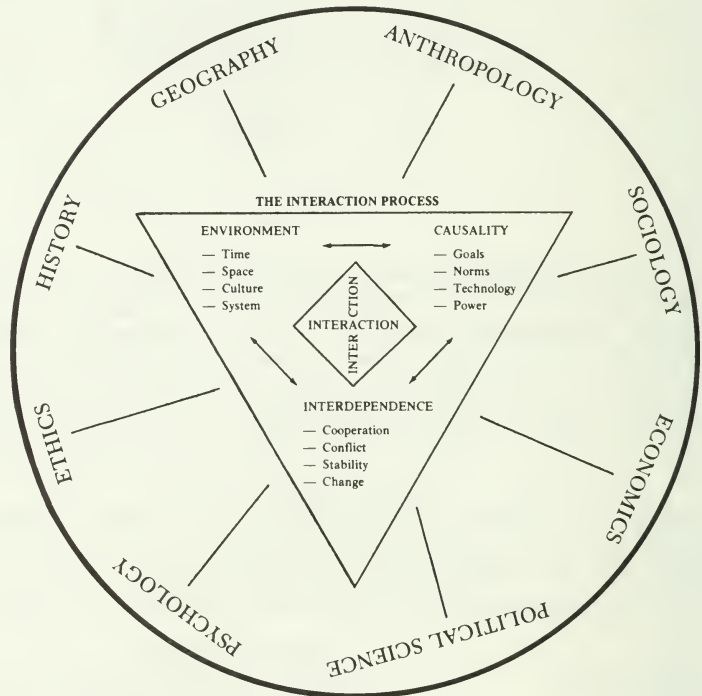 GEOGRAPHY
ANTHROPOLOGY
HISTORY
SOCIOLOGY
THE INTERACTION PROCESS
ENVIRONMENT
— Time
— Space
— Culture
— System
CAUSALITY
— Goals
— Norms
— Technology
— Power
INTERACTION
INTERACTION
INTERDEPENDENCE
— Cooperation
— Conflict
— Stability
— Change
ETHICS
ECONOMICS
PSYCHOLOGY
POLITICAL SCIENCE